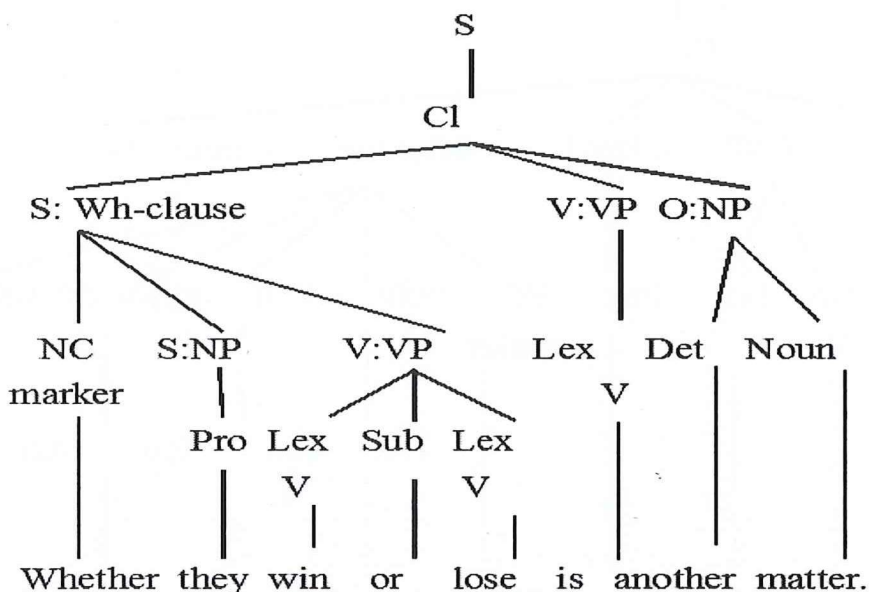 S
Cl
S: Wh-clause V:VP O:NP
NC S:NP V:VP Lex Det Noun
marker V
Pro Lex Sub Lex
V V
Whether they win or lose is another matter.